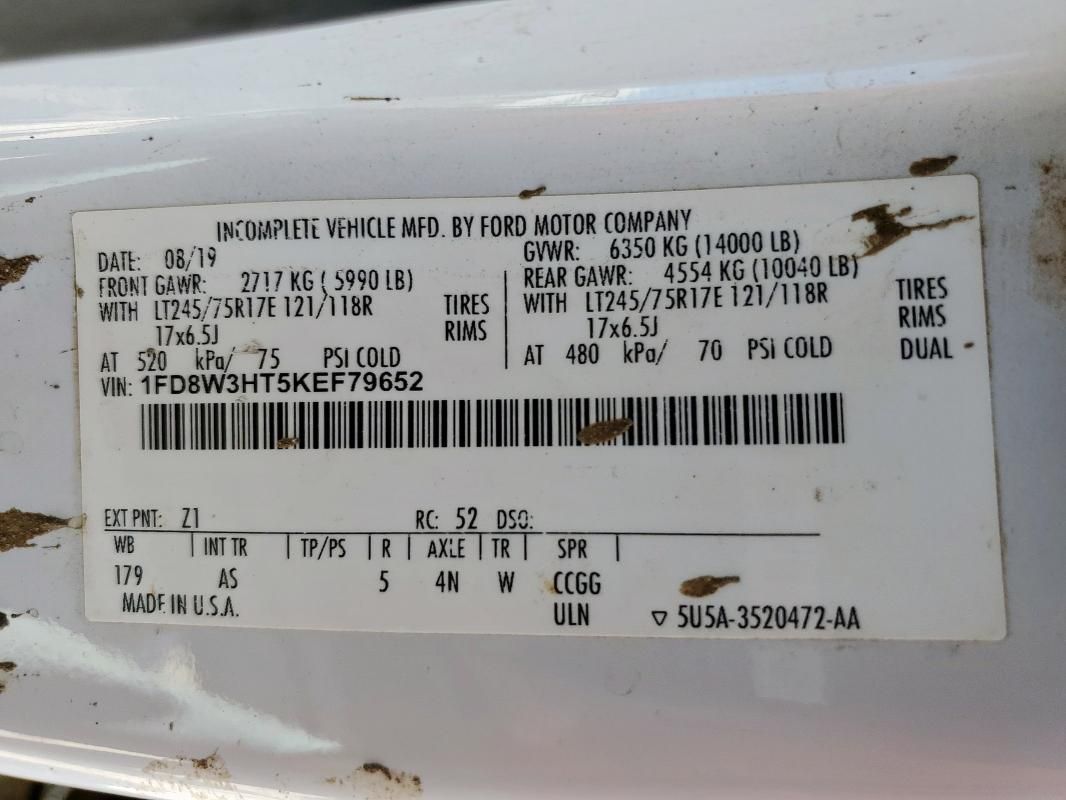 INCOMPLETE VEHICLE MFD. BY FORD MOTOR COMPANY
DATE: 08/19
GVWR: 6350 KG (14000 LB)
FRONT GAWR: 2717 KG ( 5990 LB)
REAR GAWR: 4554 KG (10040 LB)
WITH LT245/75R17E 121/118R TIRES
WITH LT245/75R17E 121/118R TIRES
17x6.5J RIMS
17x6.5J RIMS
AT 520 kPa/ 75 PSI COLD
AT 480 kPa/ 70 PSI COLD DUAL
VIN: 1FD8W3HT5KEF79652
EXT PNT: Z1 RC: 52 DSO:
WB | INT TR | TP/PS | R | AXLE | TR | SPR |
179 AS 5 4N W CCGG
MADE IN U.S.A. ULN ▽ 5U5A-3520472-AA